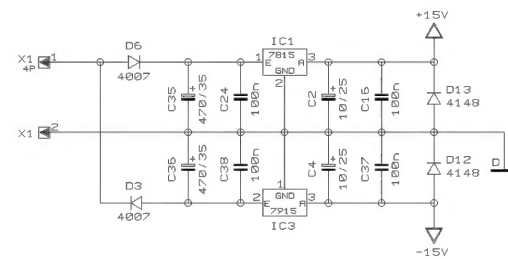 +15V
D6
IC1
X1 1
4P
4007
1 7815 3
E A
GND
2
C35
+
470/35
C24
100n
C2
+
10/25
C16
100n
D13
4148
X1 2
C36
+
470/35
C38
100n
C4
+
10/25
C37
100n
D12
4148
D
D3
4007
1
GND
2 E A 3
7915
IC3
-15V